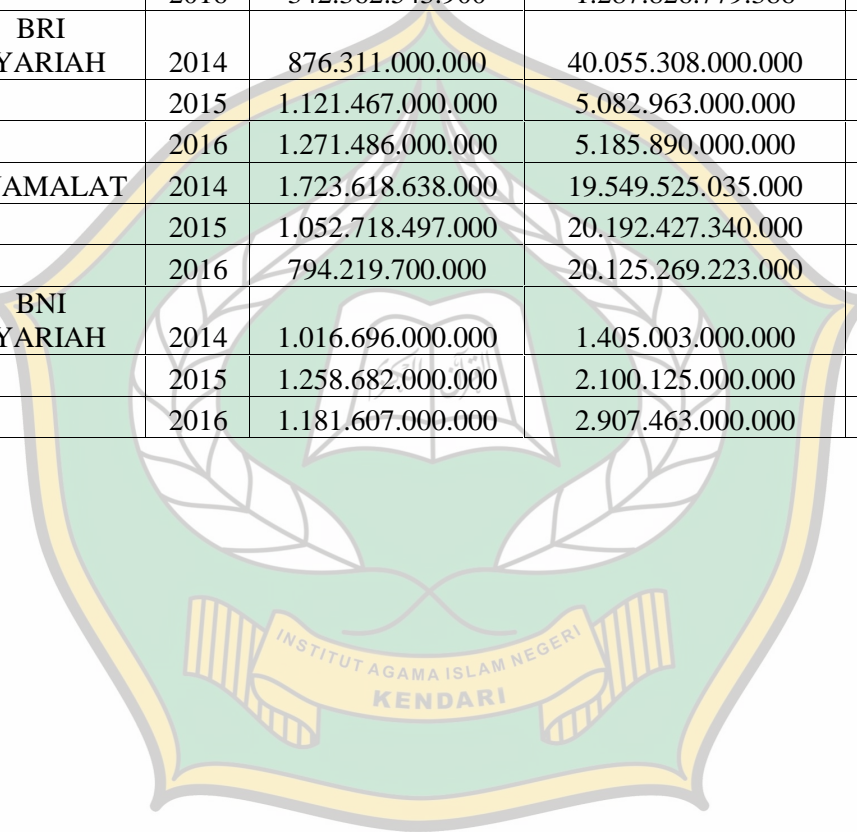 BRI
YARIAH 2014 876.311.000.000 40.055.308.000.000
2015 1.121.467.000.000 5.082.963.000.000
2016 1.271.486.000.000 5.185.890.000.000
AMALAT 2014 1.723.618.638.000 19.549.525.035.000
2015 1.052.718.497.000 20.192.427.340.000
2016 794.219.700.000 20.125.269.223.000
BNI
YARIAH 2014 1.016.696.000.000 1.405.003.000.000
2015 1.258.682.000.000 2.100.125.000.000
2016 1.181.607.000.000 2.907.463.000.000
INSTITUT AGAMA ISLAM NEGERI
KENDARI